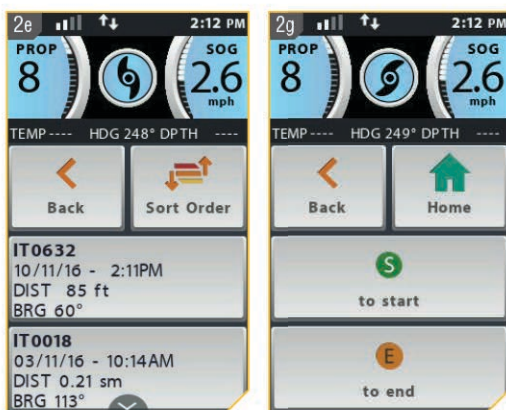 2e 2:12 PM
PROP SOG
8 2.6
mph
TEMP ---- HDG 248° DPTH ----
Back Sort Order
IT0632
10/11/16 - 2:11PM
DIST 85 ft
BRG 60°
IT0018
03/11/16 - 10:14AM
DIST 0.21 sm
BRG 113°
2g 2:12 PM
PROP SOG
8 2.6
mph
TEMP ---- HDG 249° DPTH ----
Back Home
S
to start
E
to end